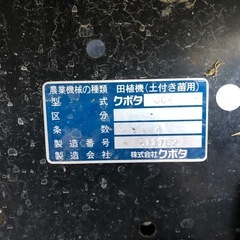 農業機械の種類 田植機(土付き苗用)
型式 クボタ
区分
条数
製造番号
製造会社 株式会社クボタ